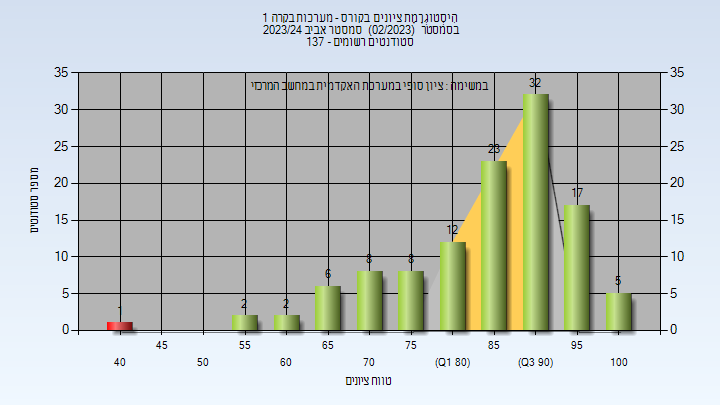 היסטוגרמת ציונים בקורס - מערכות בקרה 1
בסמסטר (02/2023) סמסטר אביב 2023/24
סטודנטים רשומים - 137
במשימה : ציון סופי במערכת האקדמית במחשב המרכזי
35 35
30 30
25 25
20 20
15 15
10 10
5 5
0 0
מספר סטודנטים
1 2 2 6 8 8 12 23 32 17 5
45 55 65 75 85 95
40 50 60 70 (Q1 80) (Q3 90) 100
טווח ציונים